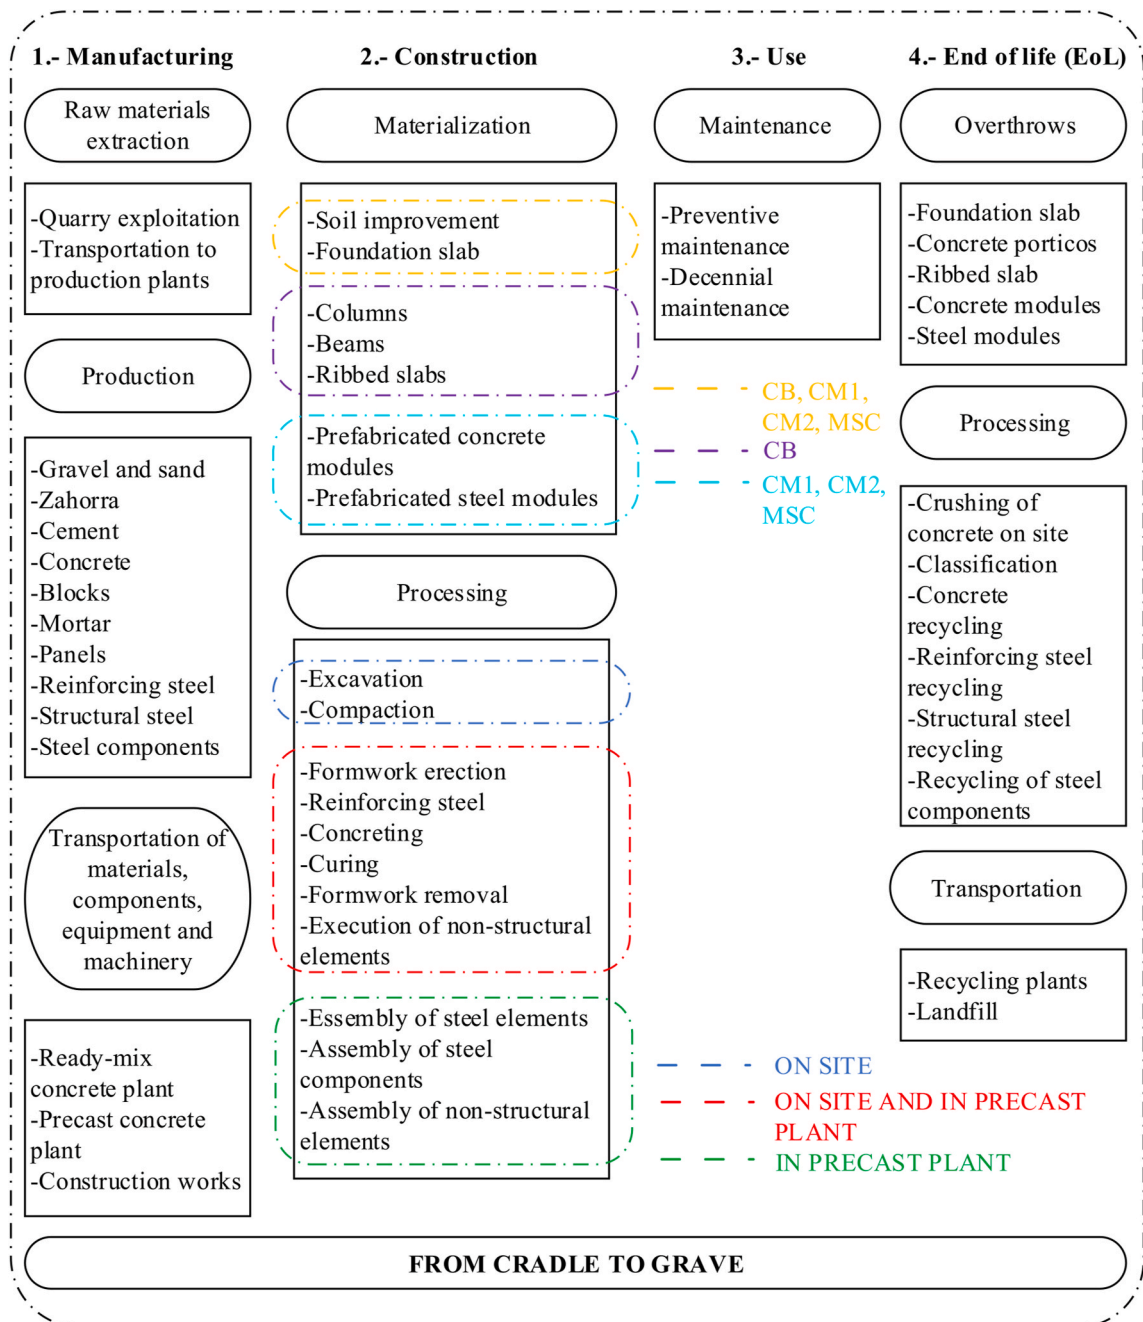 1.- Manufacturing
Raw materials
extraction
-Quarry exploitation
-Transportation to
production plants
Production
-Gravel and sand
-Zahorra
-Cement
-Concrete
-Blocks
-Mortar
-Panels
-Reinforcing steel
-Structural steel
-Steel components
Transportation of
materials,
components,
equipment and
machinery
-Ready-mix
concrete plant
-Precast concrete
plant
-Construction works
2.- Construction
Materialization
-Soil improvement
-Foundation slab
-Columns
-Beams
-Ribbed slabs
-Prefabricated concrete
modules
-Prefabricated steel modules
Processing
-Excavation
-Compaction
-Formwork erection
-Reinforcing steel
-Concreting
-Curing
-Formwork removal
-Execution of non-structural
elements
-Essembly of steel elements
-Assembly of steel
components
-Assembly of non-structural
elements
3.- Use
Maintenance
-Preventive
maintenance
-Decennial
maintenance
CB, CM1,
CM2, MSC
CB
CM1, CM2,
MSC
ON SITE
ON SITE AND IN PRECAST
PLANT
IN PRECAST PLANT
4.- End of life (EoL)
Overthrows
-Foundation slab
-Concrete porticos
-Ribbed slab
-Concrete modules
-Steel modules
Processing
-Crushing of
concrete on site
-Classification
-Concrete
recycling
-Reinforcing steel
recycling
-Structural steel
recycling
-Recycling of steel
components
Transportation
-Recycling plants
-Landfill
FROM CRADLE TO GRAVE